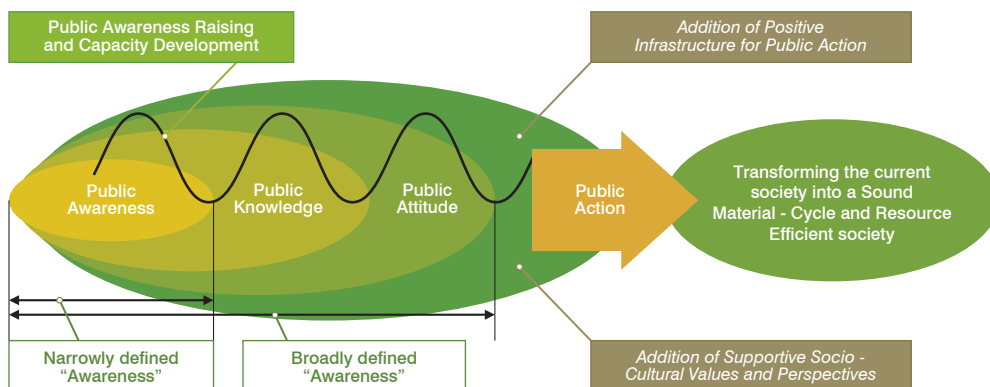 Public Awareness Raising
and Capacity Development
Addition of Positive
Infrastructure for Public Action
Public
Awareness
Public
Knowledge
Public
Attitude
Public
Action
Transforming the current
society into a Sound
Material - Cycle and Resource
Efficient society
Narrowly defined
“Awareness”
Broadly defined
“Awareness”
Addition of Supportive Socio -
Cultural Values and Perspectives